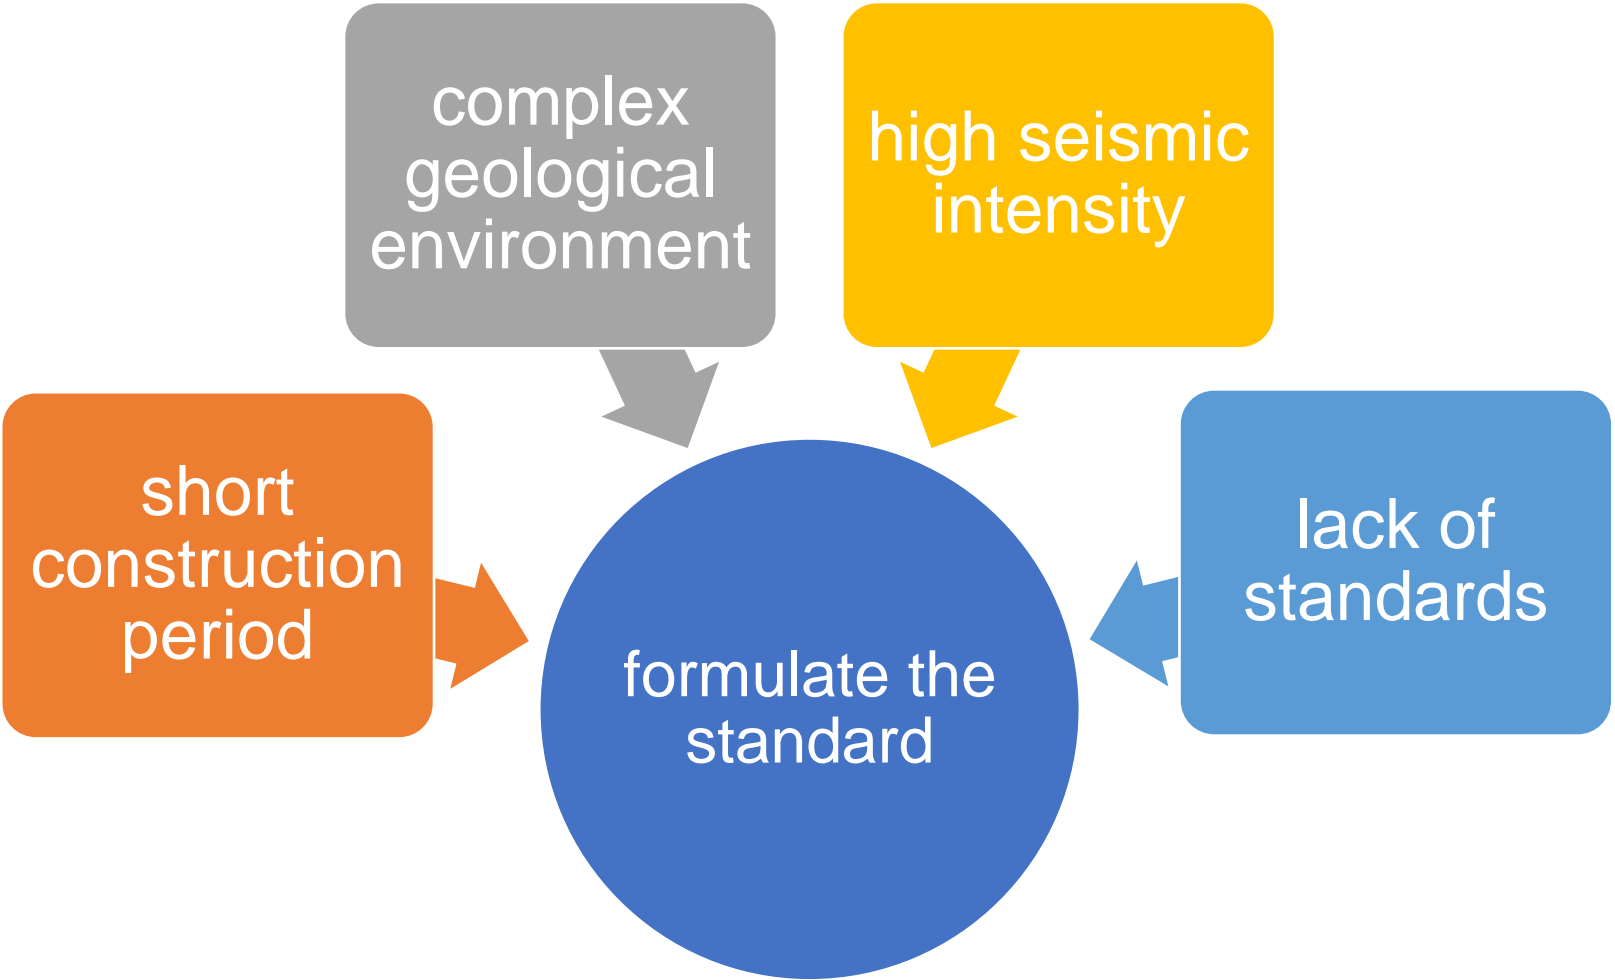 complex
geological
environment
high seismic
intensity
short
construction
period
lack of
standards
formulate the
standard